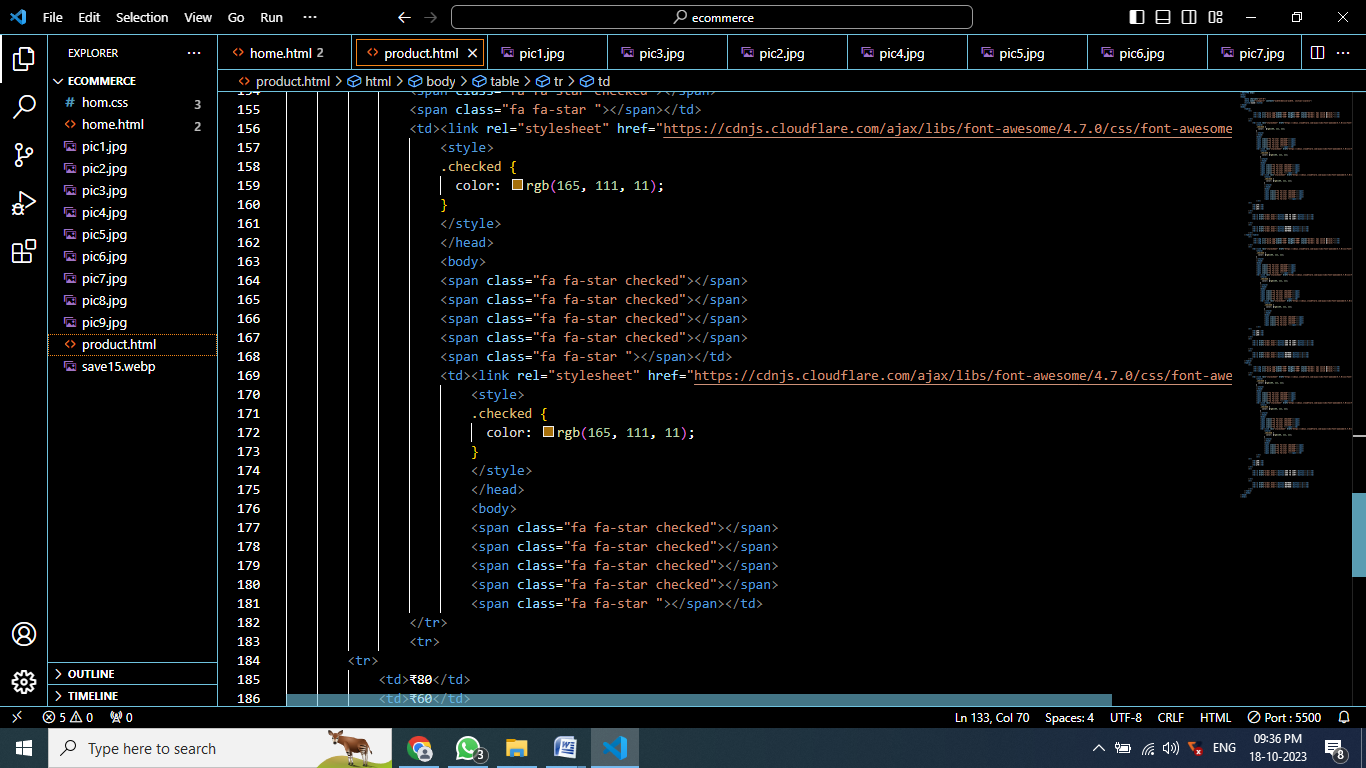 File Edit Selection View Go Run ··· ecommerce
EXPLORER ···
home.html 2 product.html pic1.jpg pic3.jpg pic2.jpg pic4.jpg pic5.jpg pic6.jpg pic7.jpg ···
ECOMMERCE
product.html > html > body > table > tr > td
# hom.css 3
home.html 2
pic1.jpg
pic2.jpg
pic3.jpg
pic4.jpg
pic5.jpg
pic6.jpg
pic7.jpg
pic8.jpg
pic9.jpg
product.html
save15.webp
OUTLINE
TIMELINE
154 <span class="fa fa-star checked"></span>
155 <span class="fa fa-star "></span></td>
156 <td><link rel="stylesheet" href="https://cdnjs.cloudflare.com/ajax/libs/font-awesome/4.7.0/css/font-awesome
157 <style>
158 .checked {
159 color: rgb(165, 111, 11);
160 }
161 </style>
162 </head>
163 <body>
164 <span class="fa fa-star checked"></span>
165 <span class="fa fa-star checked"></span>
166 <span class="fa fa-star checked"></span>
167 <span class="fa fa-star checked"></span>
168 <span class="fa fa-star "></span></td>
169 <td><link rel="stylesheet" href="https://cdnjs.cloudflare.com/ajax/libs/font-awesome/4.7.0/css/font-awe
170 <style>
171 .checked {
172 color: rgb(165, 111, 11);
173 }
174 </style>
175 </head>
176 <body>
177 <span class="fa fa-star checked"></span>
178 <span class="fa fa-star checked"></span>
179 <span class="fa fa-star checked"></span>
180 <span class="fa fa-star checked"></span>
181 <span class="fa fa-star "></span></td>
182 </tr>
183 <tr>
184 <tr>
185 <td>₹80</td>
186 <td>₹60</td>
5 0 0 Ln 133, Col 70 Spaces: 4 UTF-8 CRLF HTML Port : 5500
Type here to search 3 ENG 09:36 PM 18-10-2023 8